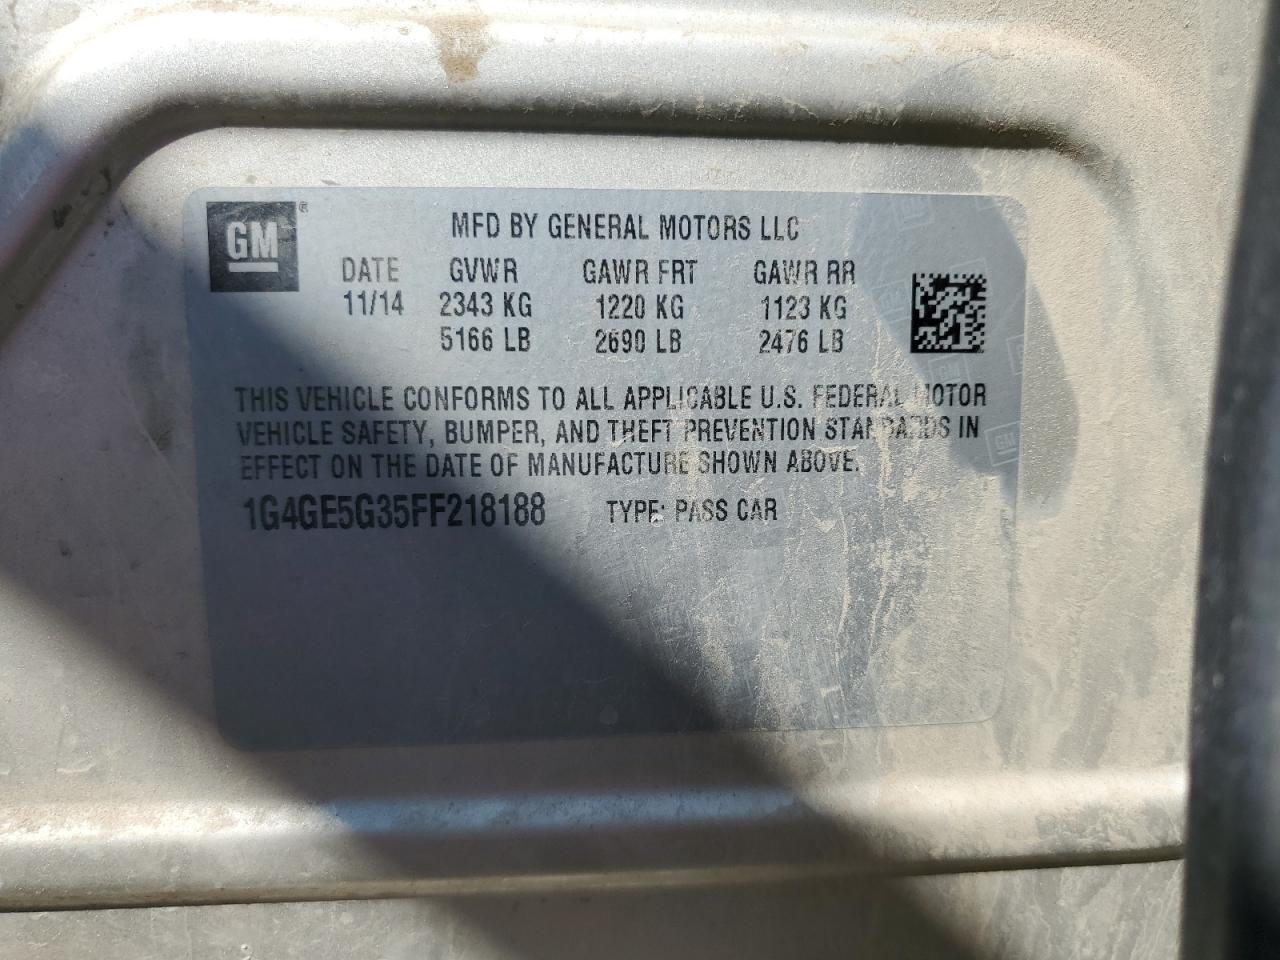 GM®
MFD BY GENERAL MOTORS LLC
DATE GVWR GAWR FRT GAWR RR
11/14 2343 KG 1220 KG 1123 KG
5166 LB 2690 LB 2476 LB
THIS VEHICLE CONFORMS TO ALL APPLICABLE U.S. FEDERAL MOTOR
VEHICLE SAFETY, BUMPER, AND THEFT PREVENTION STANDARDS IN
EFFECT ON THE DATE OF MANUFACTURE SHOWN ABOVE.
1G4GE5G35FF218188 TYPE: PASS CAR